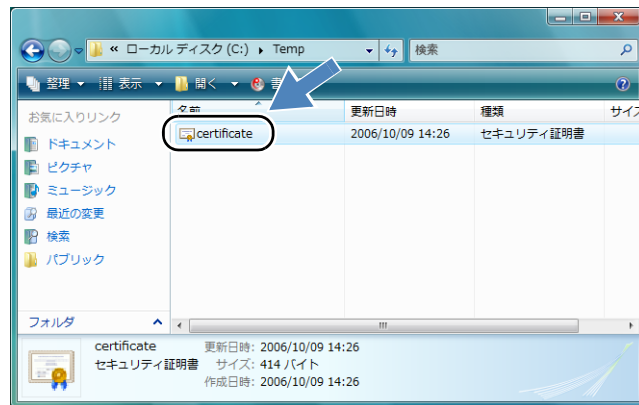 « ローカル ディスク (C:) ▸ Temp
検索
整理 表示 開く 書
お気に入りリンク
ドキュメント
ピクチャ
ミュージック
最近の変更
検索
パブリック
フォルダ
名前 更新日時 種類 サイズ
certificate 2006/10/09 14:26 セキュリティ証明書
certificate 更新日時: 2006/10/09 14:26
セキュリティ証明書 サイズ: 414 バイト
作成日時: 2006/10/09 14:26